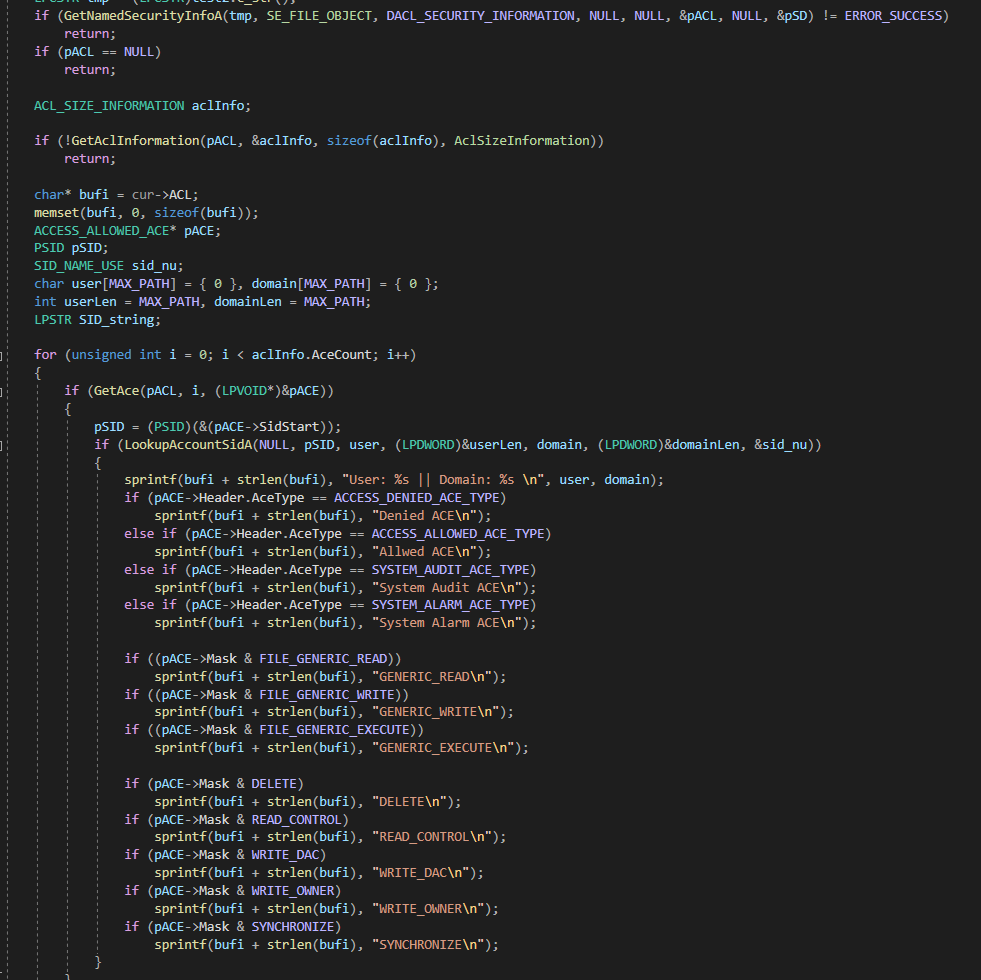 if (GetNamedSecurityInfoA(tmp, SE_FILE_OBJECT, DACL_SECURITY_INFORMATION, NULL, NULL, &pACL, NULL, &pSD) != ERROR_SUCCESS)
return;
if (pACL == NULL)
return;
ACL_SIZE_INFORMATION aclInfo;
if (!GetAclInformation(pACL, &aclInfo, sizeof(aclInfo), AclSizeInformation))
return;
char* bufi = cur->ACL;
memset(bufi, 0, sizeof(bufi));
ACCESS_ALLOWED_ACE* pACE;
PSID pSID;
SID_NAME_USE sid_nu;
char user[MAX_PATH] = { 0 }, domain[MAX_PATH] = { 0 };
int userLen = MAX_PATH, domainLen = MAX_PATH;
LPSTR SID_string;
for (unsigned int i = 0; i < aclInfo.AceCount; i++)
{
if (GetAce(pACL, i, (LPVOID*)&pACE))
{
pSID = (PSID)(&(pACE->SidStart));
if (LookupAccountSidA(NULL, pSID, user, (LPDWORD)&userLen, domain, (LPDWORD)&domainLen, &sid_nu))
{
sprintf(bufi + strlen(bufi), "User: %s || Domain: %s \n", user, domain);
if (pACE->Header.AceType == ACCESS_DENIED_ACE_TYPE)
sprintf(bufi + strlen(bufi), "Denied ACE\n");
else if (pACE->Header.AceType == ACCESS_ALLOWED_ACE_TYPE)
sprintf(bufi + strlen(bufi), "Allwed ACE\n");
else if (pACE->Header.AceType == SYSTEM_AUDIT_ACE_TYPE)
sprintf(bufi + strlen(bufi), "System Audit ACE\n");
else if (pACE->Header.AceType == SYSTEM_ALARM_ACE_TYPE)
sprintf(bufi + strlen(bufi), "System Alarm ACE\n");
if ((pACE->Mask & FILE_GENERIC_READ))
sprintf(bufi + strlen(bufi), "GENERIC_READ\n");
if ((pACE->Mask & FILE_GENERIC_WRITE))
sprintf(bufi + strlen(bufi), "GENERIC_WRITE\n");
if ((pACE->Mask & FILE_GENERIC_EXECUTE))
sprintf(bufi + strlen(bufi), "GENERIC_EXECUTE\n");
if (pACE->Mask & DELETE)
sprintf(bufi + strlen(bufi), "DELETE\n");
if (pACE->Mask & READ_CONTROL)
sprintf(bufi + strlen(bufi), "READ_CONTROL\n");
if (pACE->Mask & WRITE_DAC)
sprintf(bufi + strlen(bufi), "WRITE_DAC\n");
if (pACE->Mask & WRITE_OWNER)
sprintf(bufi + strlen(bufi), "WRITE_OWNER\n");
if (pACE->Mask & SYNCHRONIZE)
sprintf(bufi + strlen(bufi), "SYNCHRONIZE\n");
}